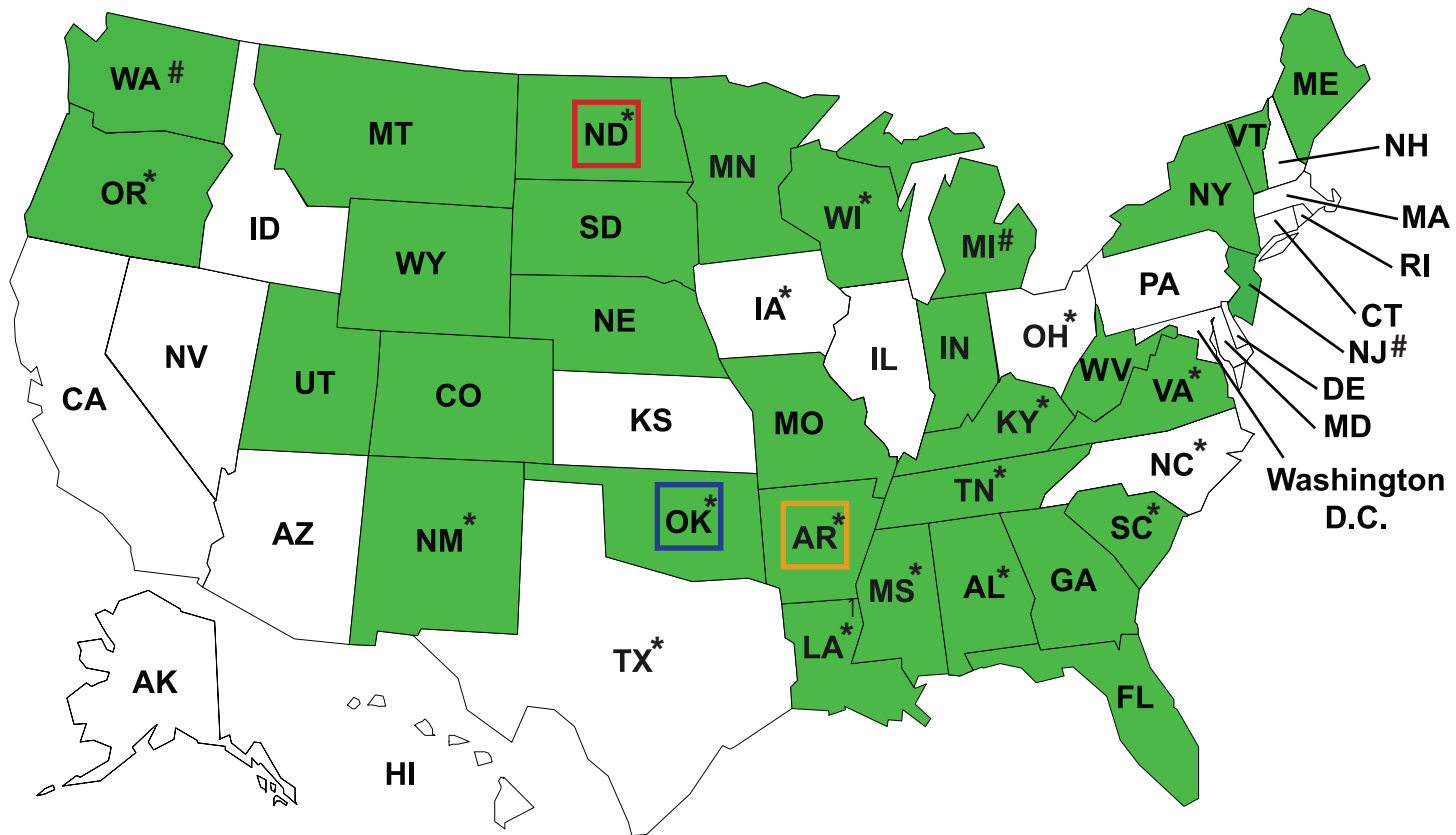 WA #
ME
MT
ND*
VT
NH
MN
OR*
NY
WI*
MA
ID
SD
MI#
WY
RI
PA
IA*
CT
NE
OH*
NV
IN
IL
NJ#
UT
WV
CO
VA*
DE
CA
KS
MO
KY*
MD
NC*
TN*
Washington
D.C.
OK*
AZ
NM*
AR*
SC*
MS*
AL*
GA
1
LA*
TX*
AK
FL
HI